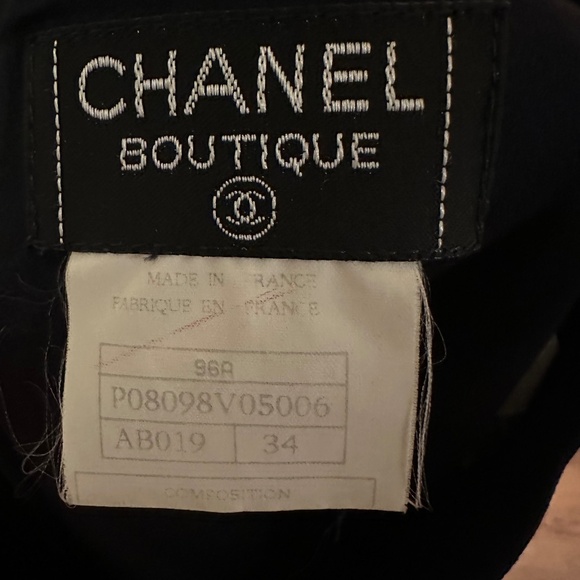 CHANEL
BOUTIQUE
MADE IN FRANCE
FABRIQUE EN FRANCE
96A
P08098V05006
AB019 34
COMPOSITION